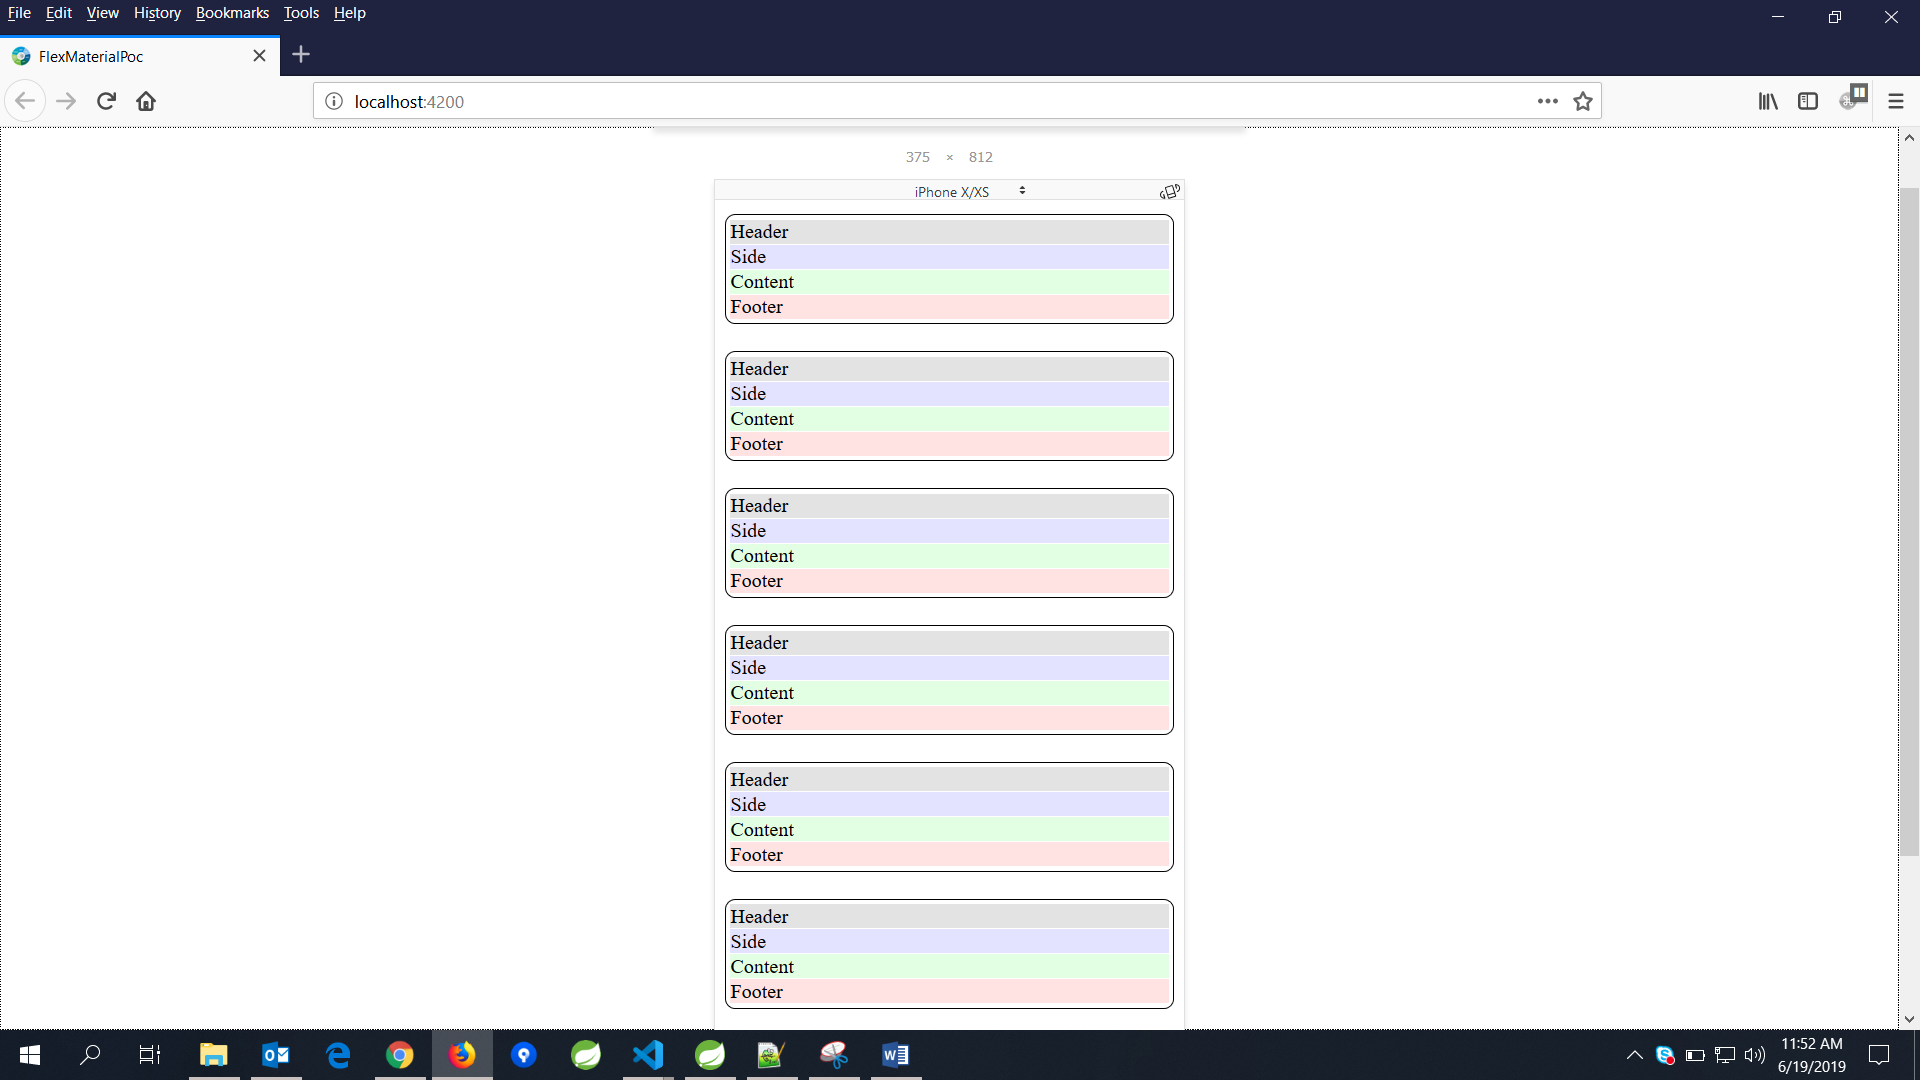 File Edit View History Bookmarks Tools Help
FlexMaterialPoc
localhost:4200
375 × 812
iPhone X/XS
Header
Side
Content
Footer
Header
Side
Content
Footer
Header
Side
Content
Footer
Header
Side
Content
Footer
Header
Side
Content
Footer
Header
Side
Content
Footer
11:52 AM
6/19/2019